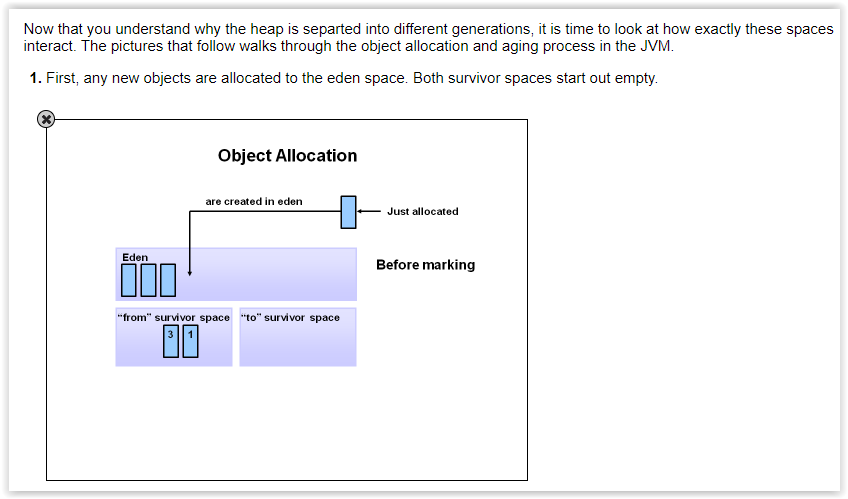 Now that you understand why the heap is separted into different generations, it is time to look at how exactly these spaces
interact. The pictures that follow walks through the object allocation and aging process in the JVM.
1. First, any new objects are allocated to the eden space. Both survivor spaces start out empty.
Object Allocation
are created in eden
Just allocated
Eden
Before marking
“from” survivor space
“to” survivor space
3 1